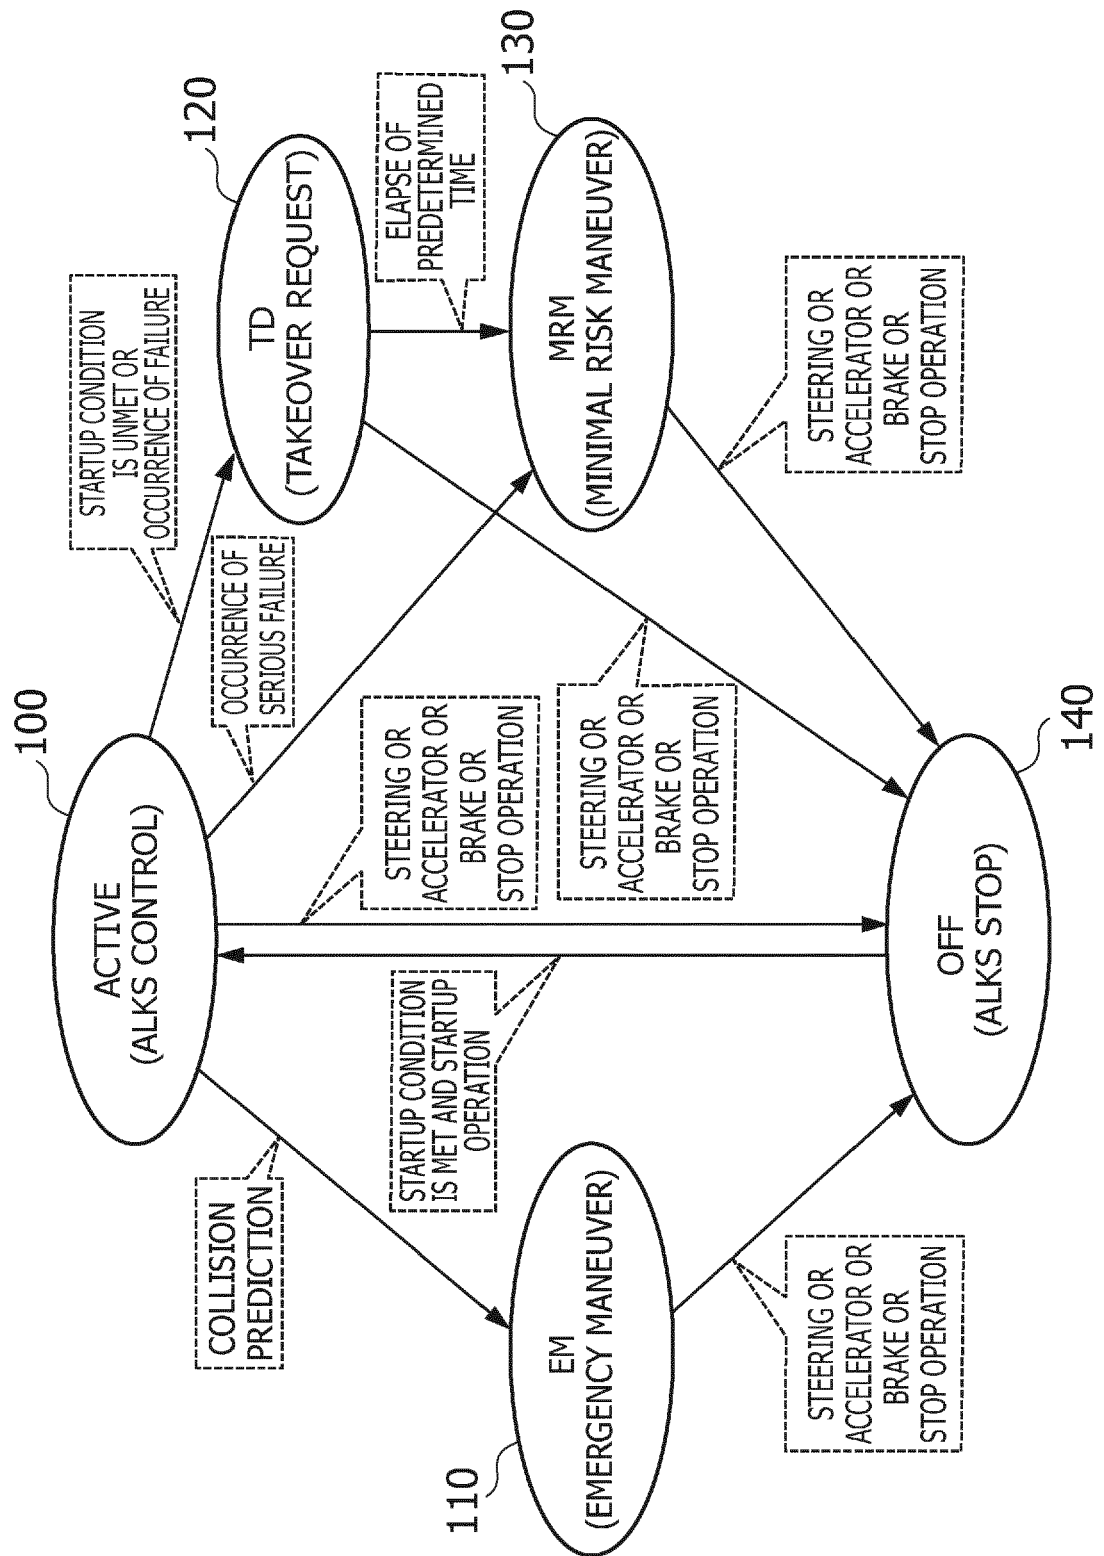 100
ACTIVE
(ALKS CONTROL)
STARTUP CONDITION
IS UNMET OR
OCCURRENCE OF FAILURE
120
TD
(TAKEOVER REQUEST)
COLLISION
PREDICTION
OCCURRENCE OF
SERIOUS FAILURE
ELAPSE OF
PREDETERMINED
TIME
STARTUP CONDITION
IS MET AND STARTUP
OPERATION
STEERING OR
ACCELERATOR OR
BRAKE OR
STOP OPERATION
110
EM
(EMERGENCY MANEUVER)
130
MRM
(MINIMAL RISK MANEUVER)
STEERING OR
ACCELERATOR OR
BRAKE OR
STOP OPERATION
STEERING OR
ACCELERATOR OR
BRAKE OR
STOP OPERATION
STEERING OR
ACCELERATOR OR
BRAKE OR
STOP OPERATION
OFF
(ALKS STOP)
140